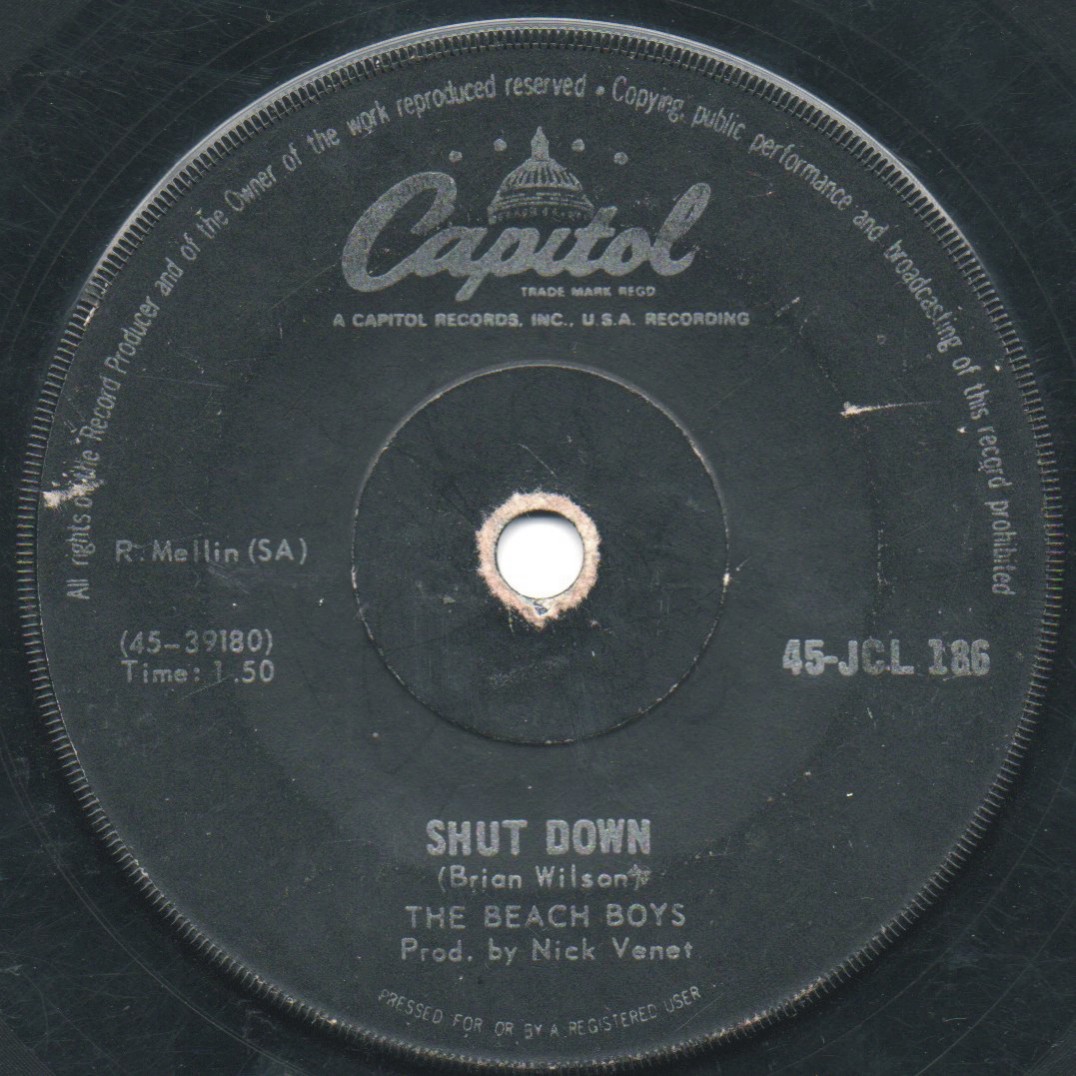 All rights of the Record Producer and of the Owner of the work reproduced reserved • Copying, public performance and broadcasting of this record prohibited
Capitol
TRADE MARK REGD
A CAPITOL RECORDS, INC., U.S.A. RECORDING
R. Mellin (SA)
(45-39180)
Time: 1.50
45-JCL 186
SHUT DOWN
(Brian Wilson)
THE BEACH BOYS
Prod. by Nick Venet
PRESSED FOR OR BY A REGISTERED USER